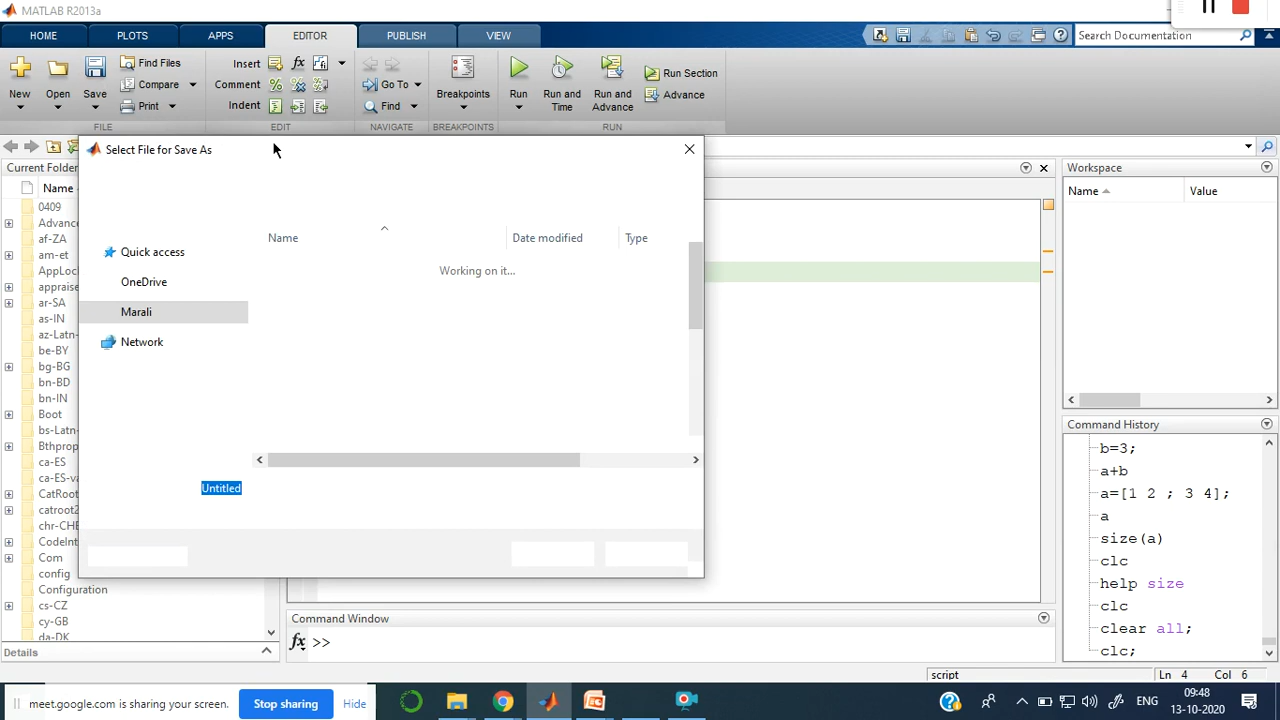 MATLAB R2013a
HOME PLOTS APPS EDITOR PUBLISH VIEW Search Documentation
New Open Save Find Files Compare Print
Insert fx
Comment
Indent
Go To Find Breakpoints Run Run and Time Run and Advance Run Section Advance
FILE EDIT NAVIGATE BREAKPOINTS RUN
Select File for Save As
Current Folder
Name
0409
af-ZA
am-et
ar-SA
as-IN
az-Latn-
be-BY
bg-BG
bn-BD
bn-IN
Boot
bs-Latn-
ca-ES
config
Configuration
cs-CZ
cy-GB
da-DK
Details
Name Date modified Type
Working on it...
Quick access
OneDrive
Marali
Network
Untitled
Command Window
fx >>
Workspace
Name Value
Command History
b=3;
a+b
a=[1 2 ; 3 4];
a
size(a)
clc
help size
clc
clear all;
clc;
script Ln 4 Col 6
meet.google.com is sharing your screen. Stop sharing Hide
ENG 09:48
13-10-2020